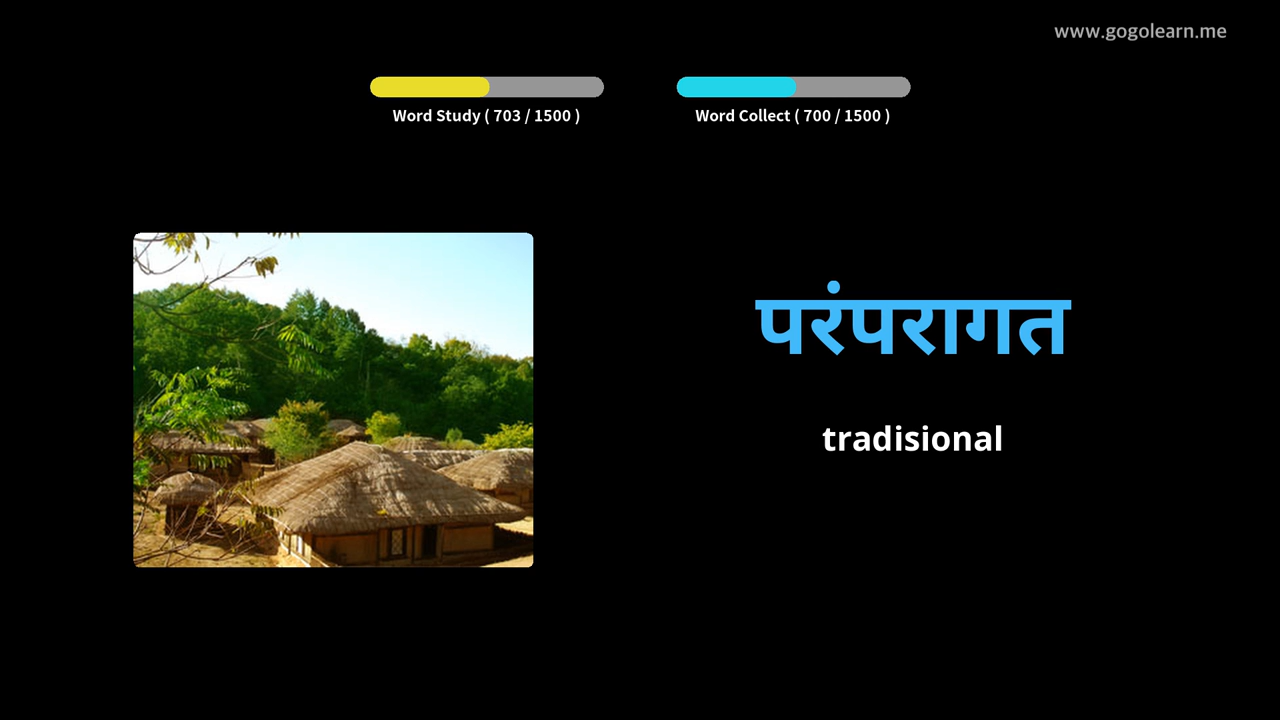 www.gogolearn.me
Word Study ( 703 / 1500 )
Word Collect ( 700 / 1500 )
परंपरागत
tradisional